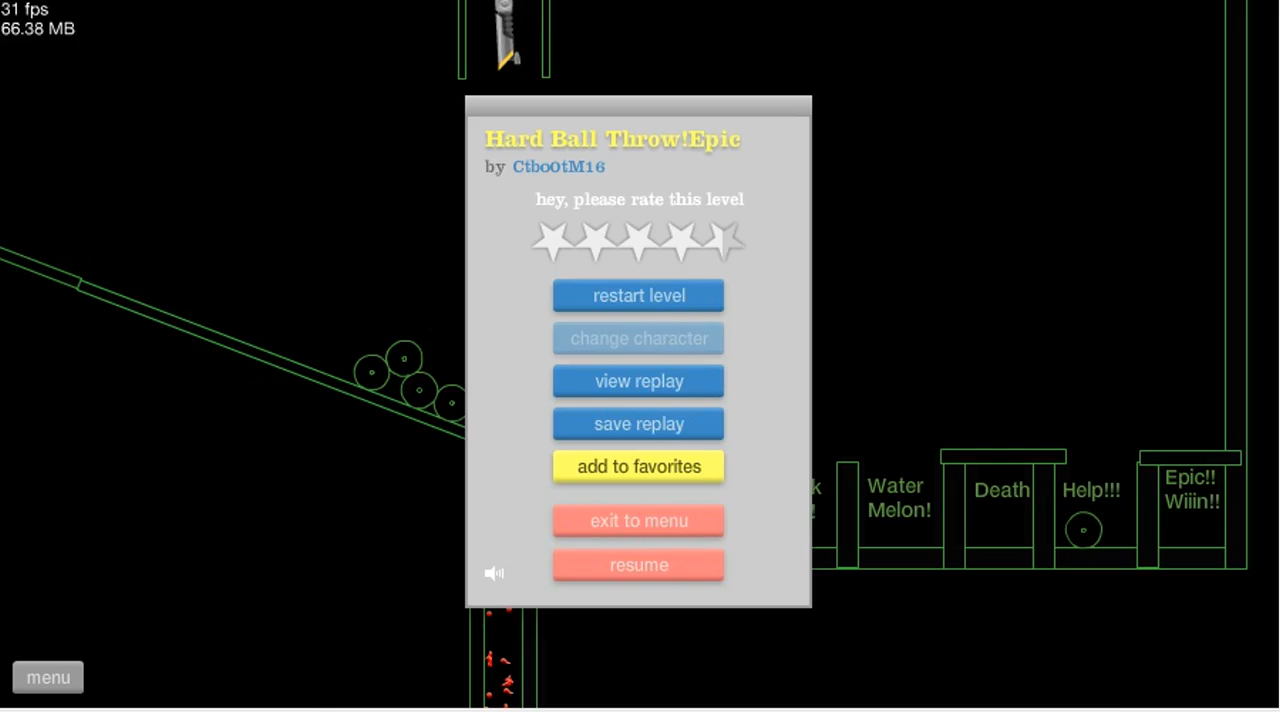 31 fps
66.38 MB
Hard Ball Throw!Epic
by Ctbo0tM16
hey, please rate this level
restart level
change character
view replay
save replay
add to favorites
exit to menu
resume
k
!
Water
Melon!
Death
Help!!!
Epic!!
Wiiin!!
menu